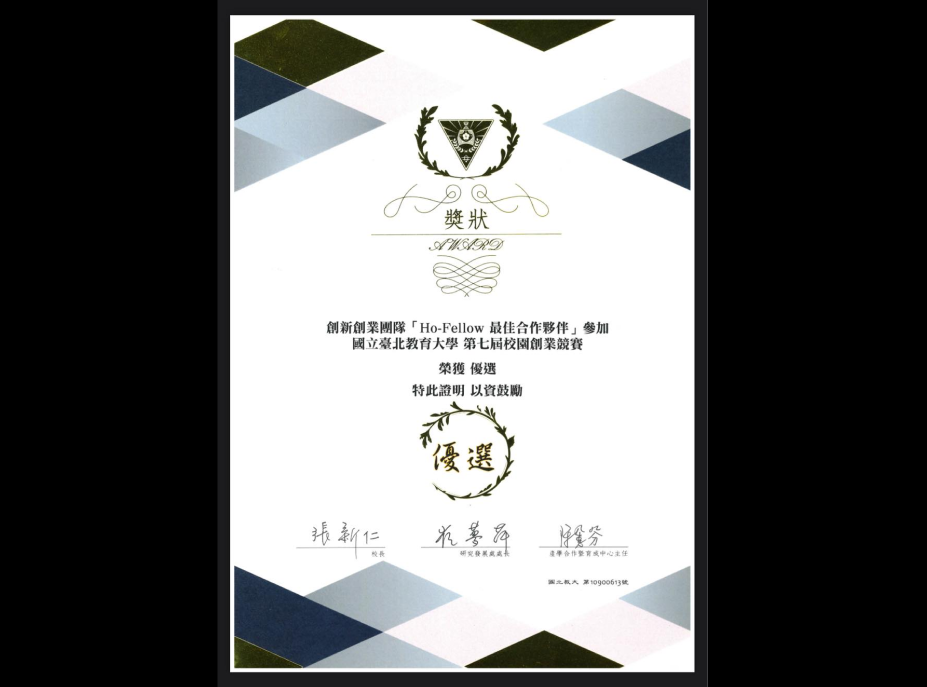 獎狀
AWARD
創新創業團隊「Ho-Fellow 最佳合作夥伴」參加
國立臺北教育大學 第七屆校園創業競賽
榮獲 優選
特此證明 以資鼓勵
優選
張新仁
校長
研究發展處處長
產學合作暨育成中心主任
國北教大 第10900613號